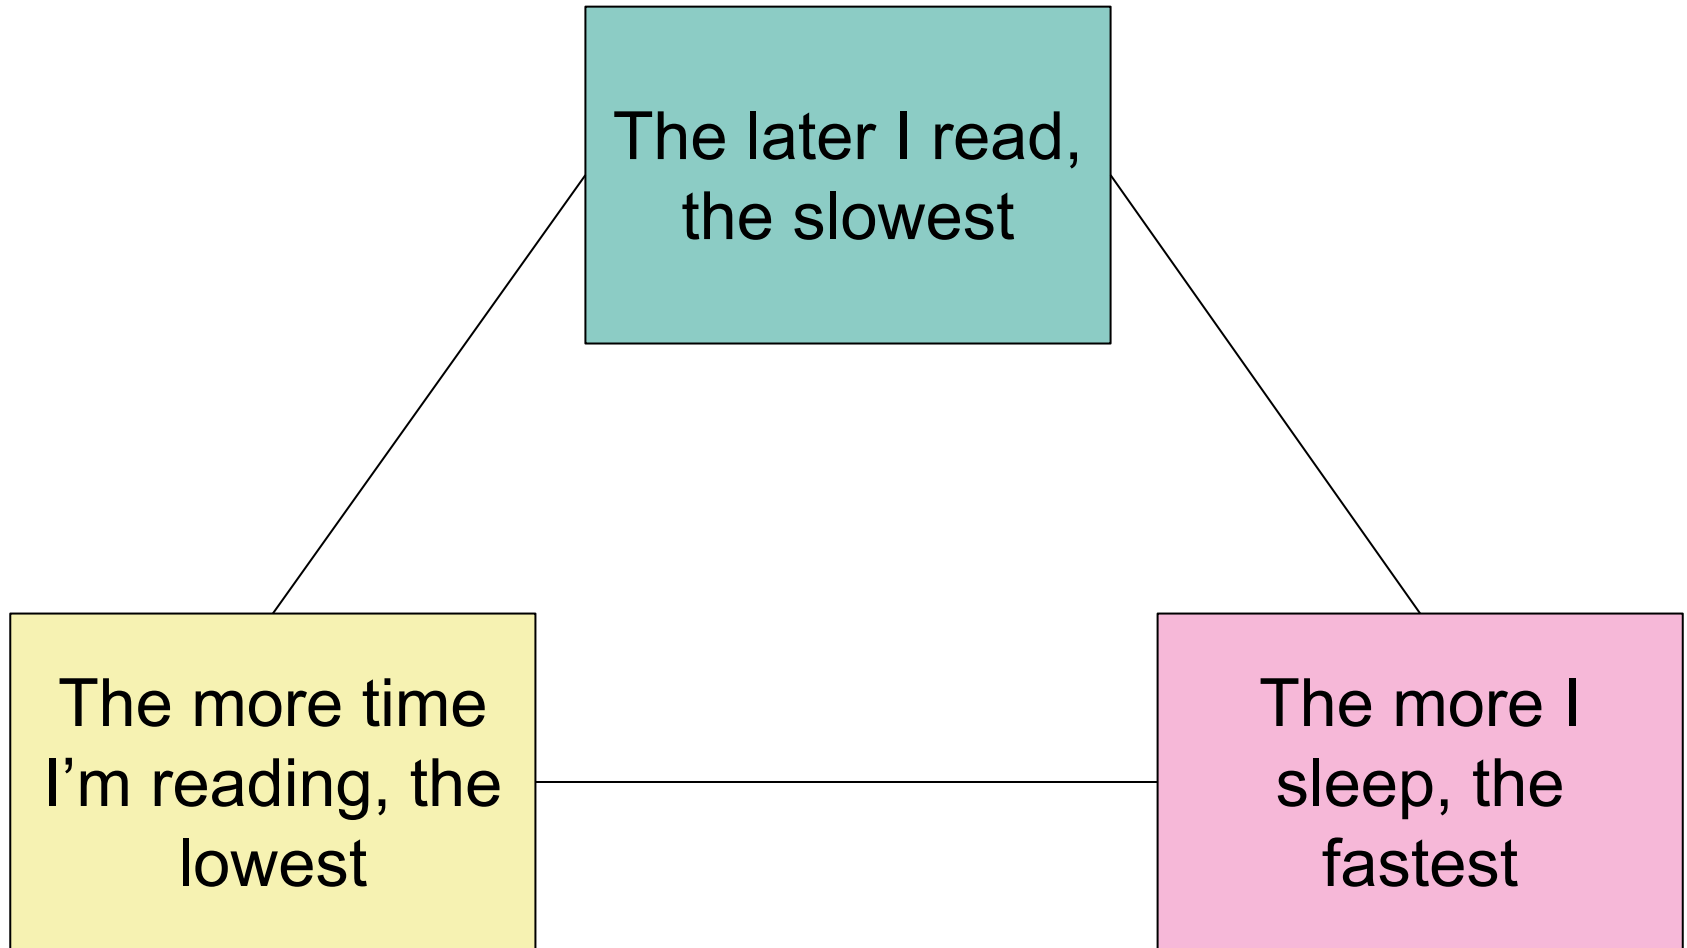 The later I read,
the slowest
The more time
I’m reading, the
lowest
The more I
sleep, the
fastest